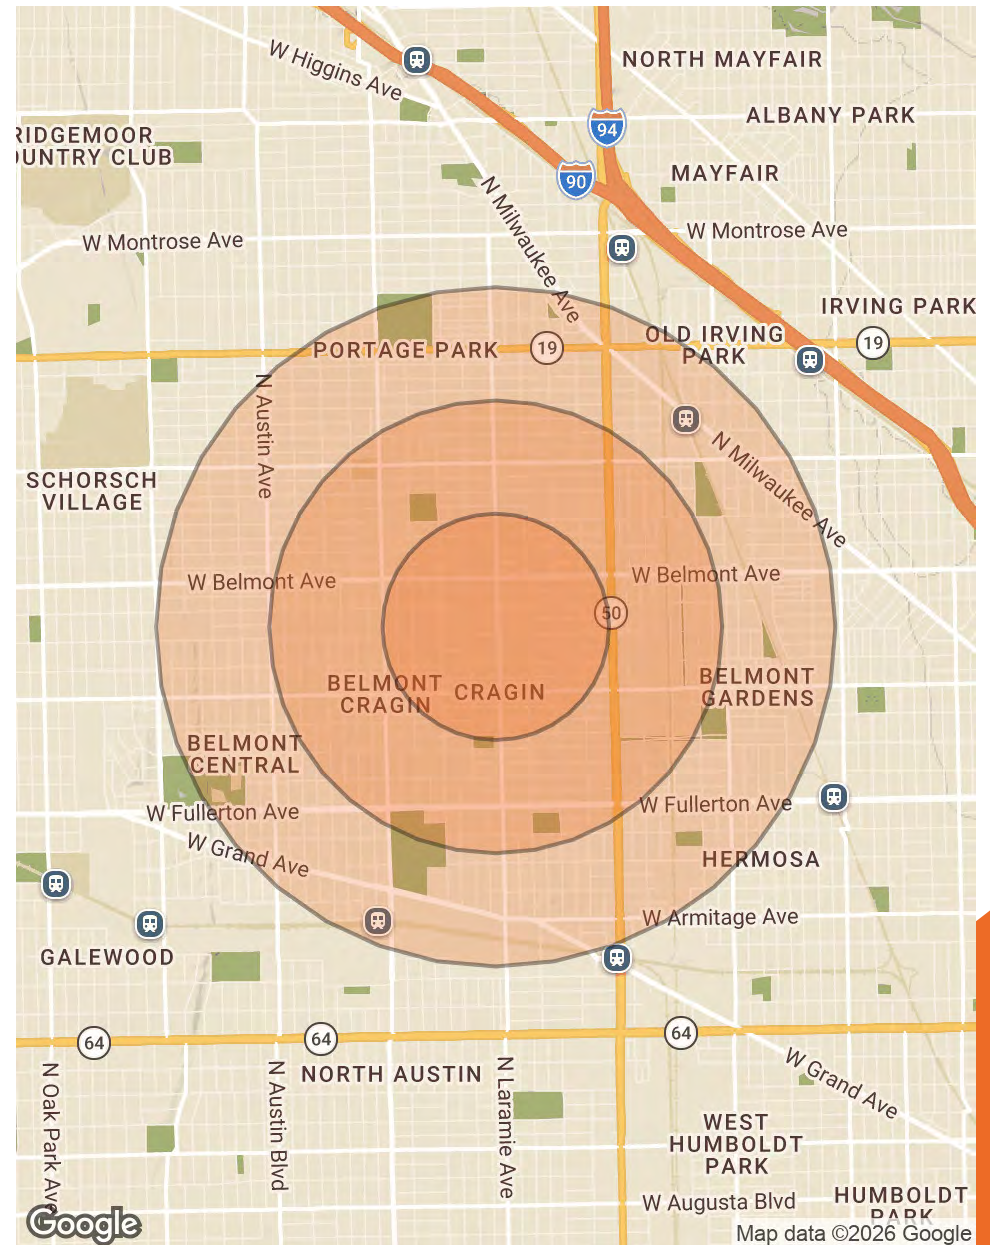 W Higgins Ave
NORTH MAYFAIR
94
ALBANY PARK
RIDGEMOOR
OUNTRY CLUB
MAYFAIR
90
N Milwaukee Ave
W Montrose Ave
W Montrose Ave
IRVING PARK
PORTAGE PARK
19
OLD IRVING
PARK
19
N Austin Ave
N Milwaukee Ave
SCHORSCH
VILLAGE
W Belmont Ave
W Belmont Ave
50
BELMONT
CRAGIN
CRAGIN
BELMONT
GARDENS
BELMONT
CENTRAL
W Fullerton Ave
W Fullerton Ave
W Grand Ave
HERMOSA
W Armitage Ave
GALEWOOD
64
64
64
N Oak Park Ave
N Austin Blvd
NORTH AUSTIN
N Laramie Ave
W Grand Ave
WEST
HUMBOLDT
PARK
W Augusta Blvd
HUMBOLDT
PARK
Google
Map data ©2026 Google